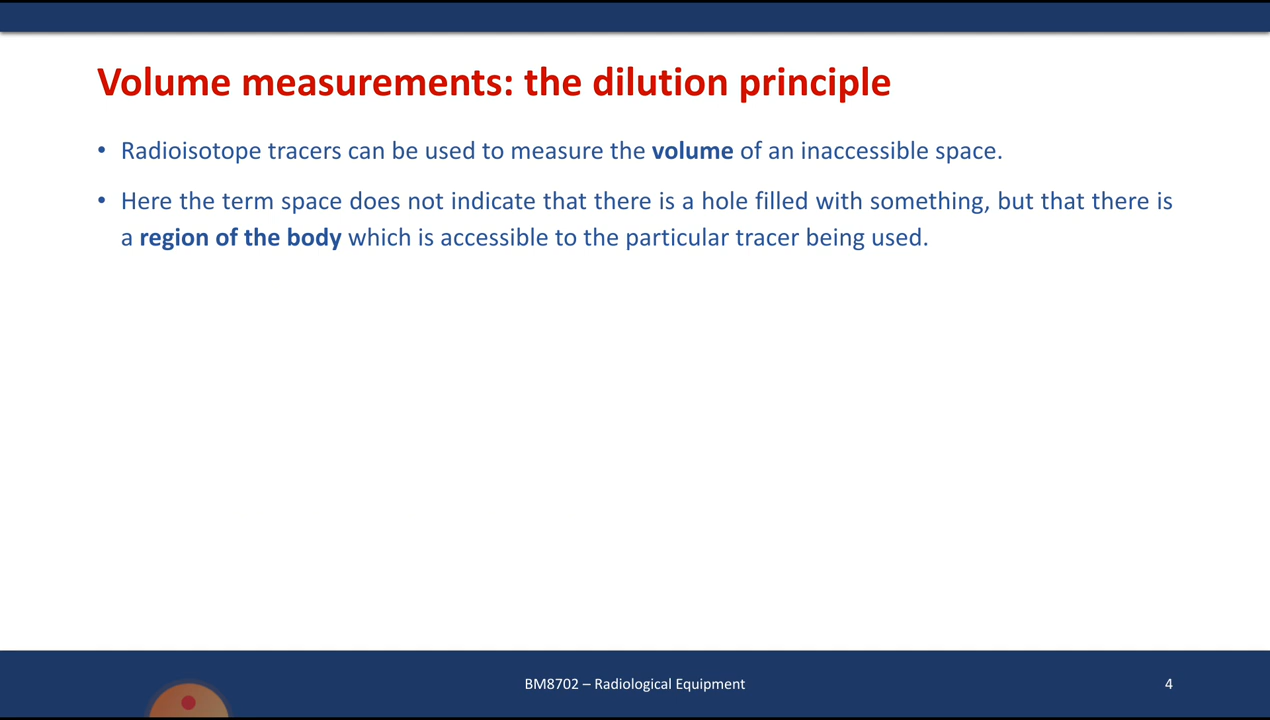 Volume measurements: the dilution principle
• Radioisotope tracers can be used to measure the volume of an inaccessible space.
• Here the term space does not indicate that there is a hole filled with something, but that there is
a region of the body which is accessible to the particular tracer being used.
BM8702 – Radiological Equipment
4